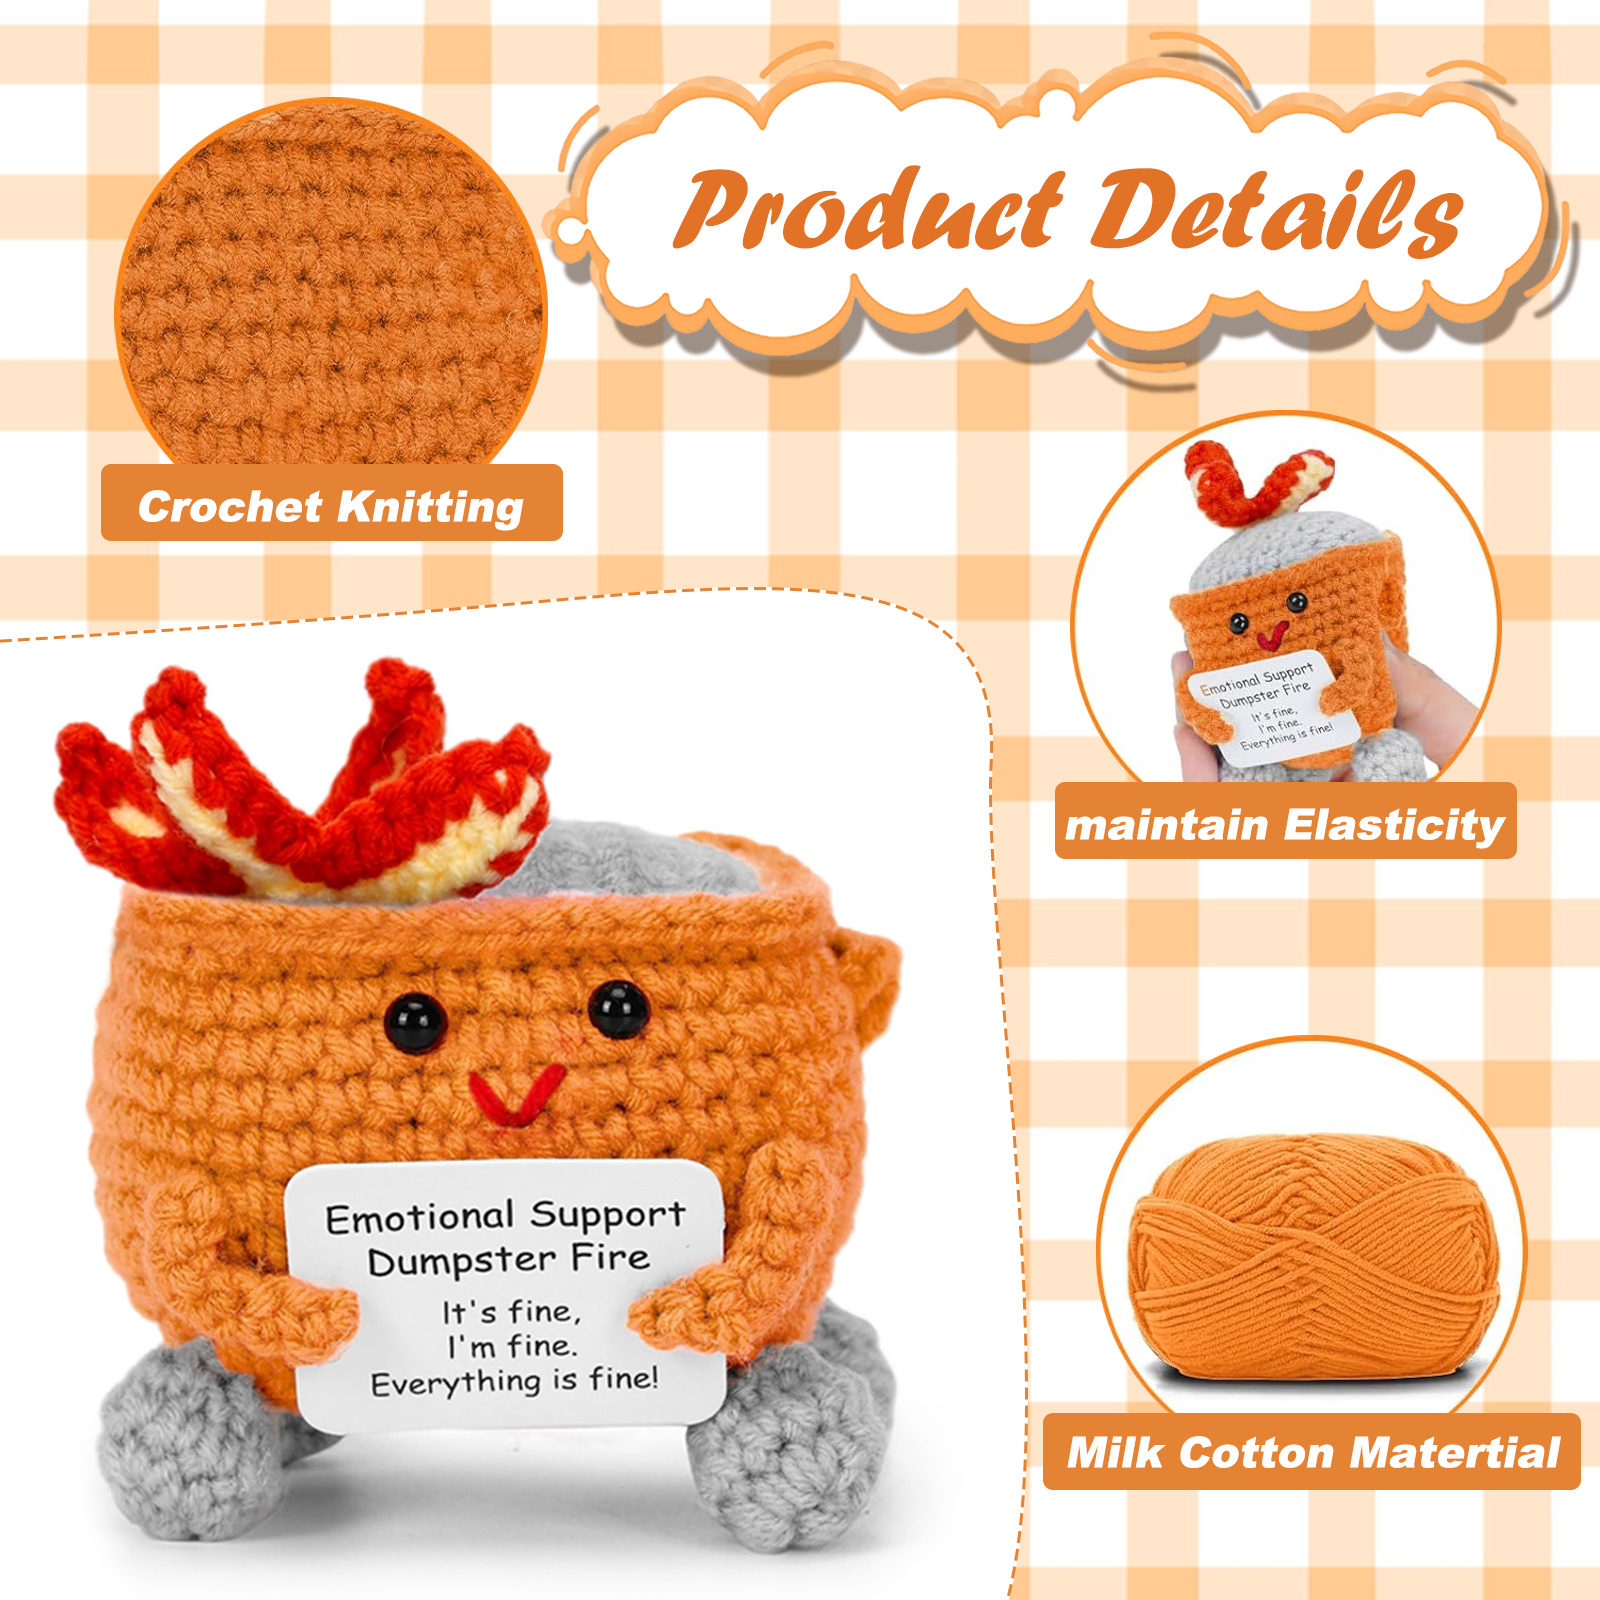 Product Details
Crochet Knitting
Emotional Support
Dumpster Fire
It's fine,
I'm fine.
Everything is fine!
maintain Elasticity
Emotional Support
Dumpster Fire
It's fine,
I'm fine.
Everything is fine!
Milk Cotton Matertial